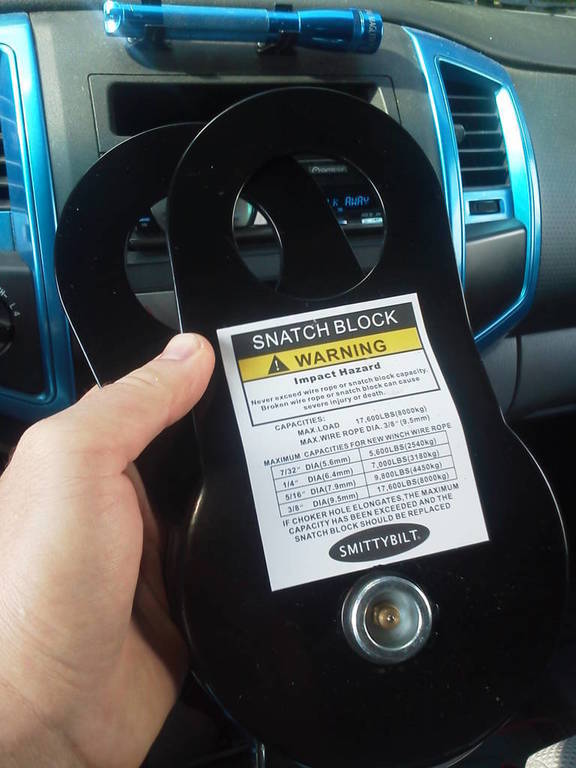 MAG
PIONEER
AWAY
SNATCH BLOCK
WARNING
Impact Hazard
Never exceed wire rope or snatch block capacity.
Broken wire rope or snatch block can cause
severe injury or death.
CAPACITIES:
MAX.LOAD 17,600LBS(8000kg)
MAX.WIRE ROPE DIA. 3/8" (9.5mm)
MAXIMUM CAPACITIES FOR NEW WINCH WIRE ROPE
7/32" DIA(5.6mm) 5,600LBS(2540kg)
1/4" DIA(6.4mm) 7,000LBS(3180kg)
5/16" DIA(7.9mm) 9,800LBS(4450kg)
3/8" DIA(9.5mm) 17,600LBS(8000kg)
IF CHOKER HOLE ELONGATES,THE MAXIMUM
CAPACITY HAS BEEN EXCEEDED AND THE
SNATCH BLOCK SHOULD BE REPLACED
SMITTYBILT